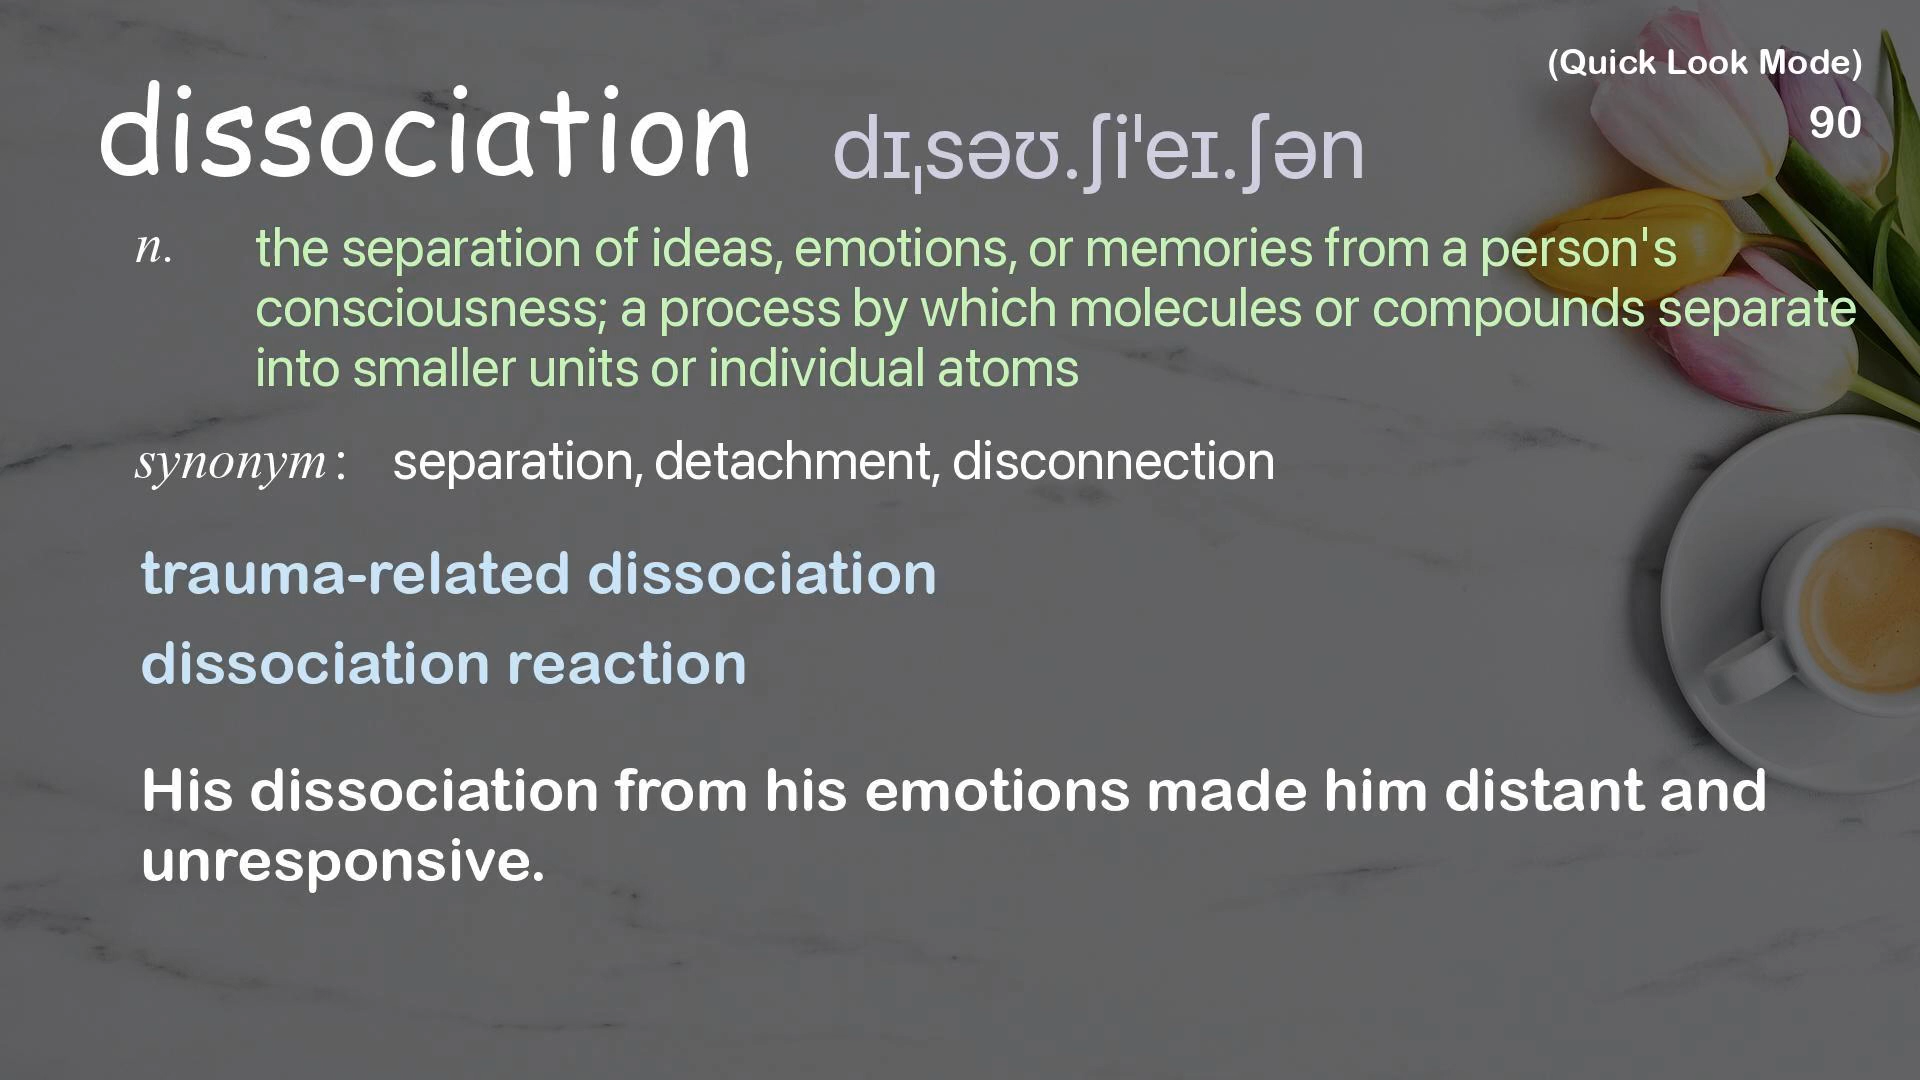 (Quick Look Mode)
90
dissociation dɪˌsəʊ.ʃiˈeɪ.ʃən
n. the separation of ideas, emotions, or memories from a person's
consciousness; a process by which molecules or compounds separate
into smaller units or individual atoms
synonym: separation, detachment, disconnection
trauma-related dissociation
dissociation reaction
His dissociation from his emotions made him distant and
unresponsive.